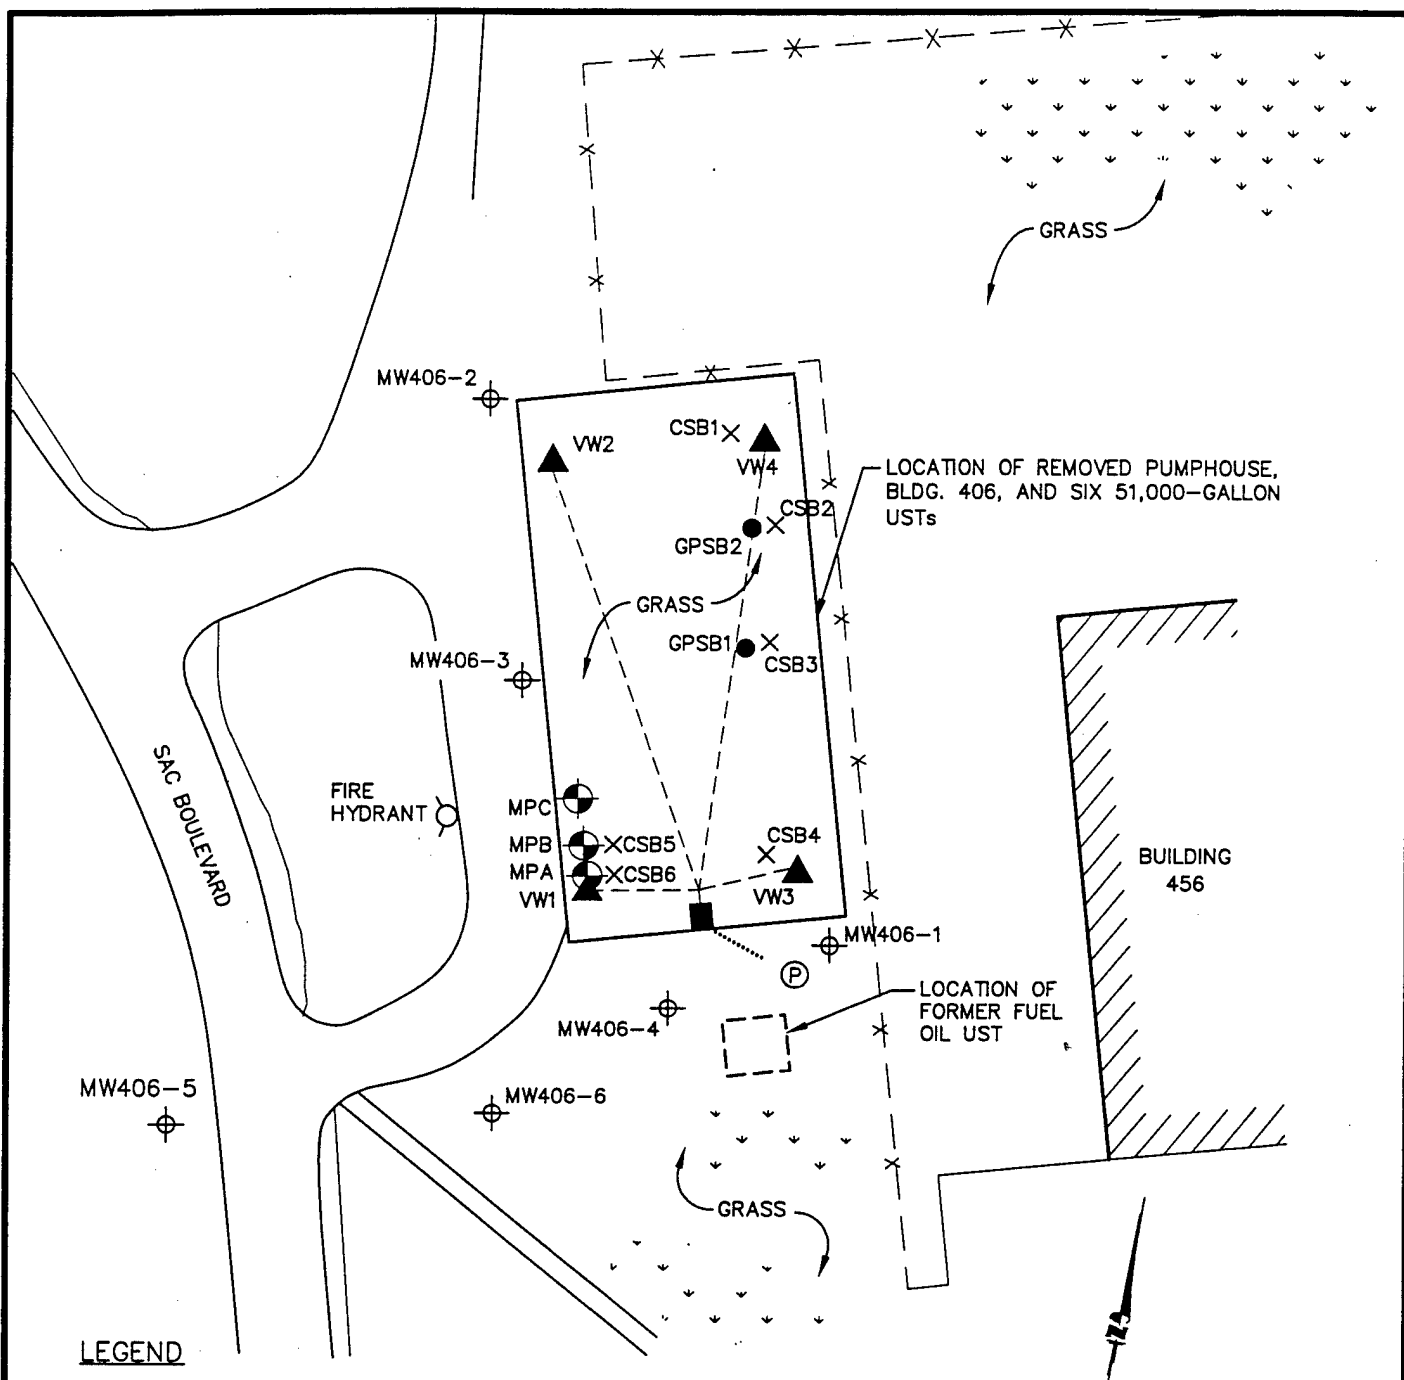 GRASS
MW406-2
CSB1
VW2
VW4
LOCATION OF REMOVED PUMPHOUSE,
BLDG. 406, AND SIX 51,000-GALLON
USTs
CSB2
GPSB2
GRASS
GPSB1
CSB3
MW406-3
SAC BOULEVARD
FIRE
HYDRANT
MPC
MPB
CSB5
CSB4
MPA
CSB6
VW1
VW3
BUILDING
456
MW406-1
P
LOCATION OF
FORMER FUEL
OIL UST
MW406-4
MW406-5
MW406-6
GRASS
LEGEND